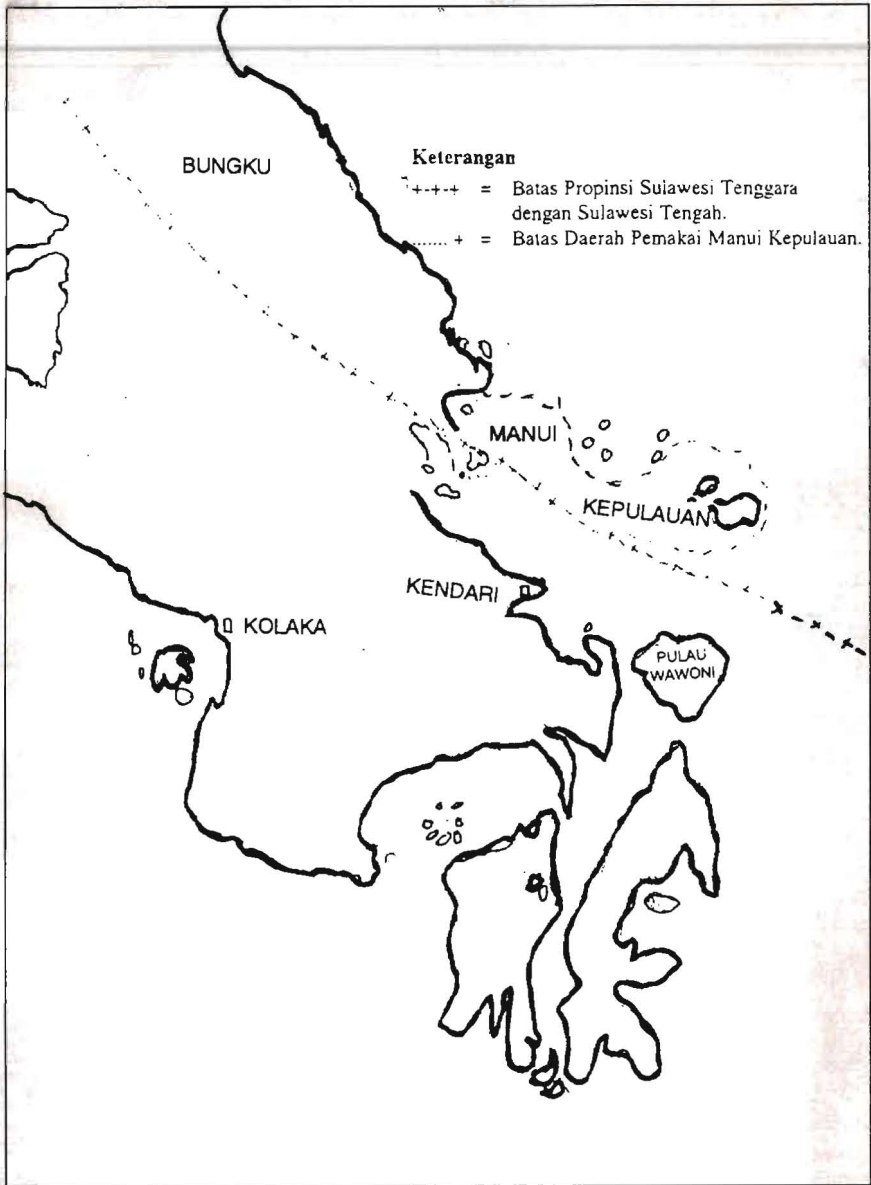 BUNGKU
Keterangan
+-+-+ = Batas Propinsi Sulawesi Tenggara
dengan Sulawesi Tengah.
....... + = Batas Daerah Pemakai Manui Kepulauan.
MANUI
KEPULAUAN
KENDARI
KOLAKA
PULAU
WAWONI